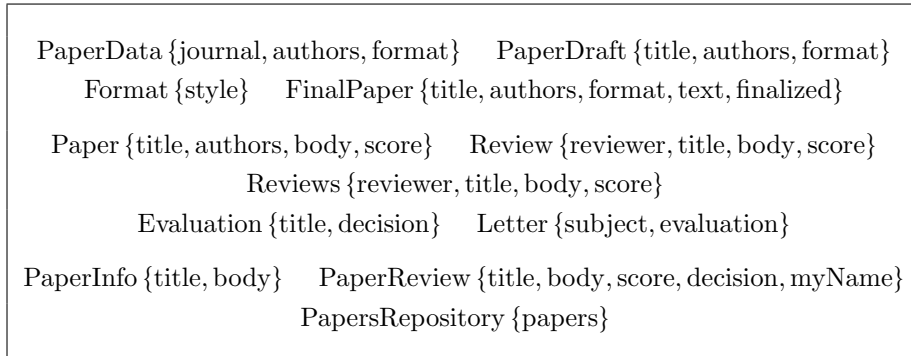 PaperData {journal, authors, format} PaperDraft {title, authors, format}
Format {style} FinalPaper {title, authors, format, text, finalized}
Paper {title, authors, body, score} Review {reviewer, title, body, score}
Reviews {reviewer, title, body, score}
Evaluation {title, decision} Letter {subject, evaluation}
PaperInfo {title, body} PaperReview {title, body, score, decision, myName}
PapersRepository {papers}